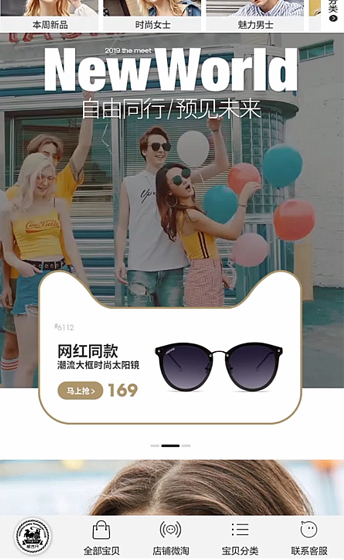 本周新品
时尚女士
魅力男士
分类
2019 the meet
New World
自由同行/预见未来
#6112
网红同款
潮流大框时尚太阳镜
马上抢 > 169
全部宝贝
店铺微淘
宝贝分类
联系客服